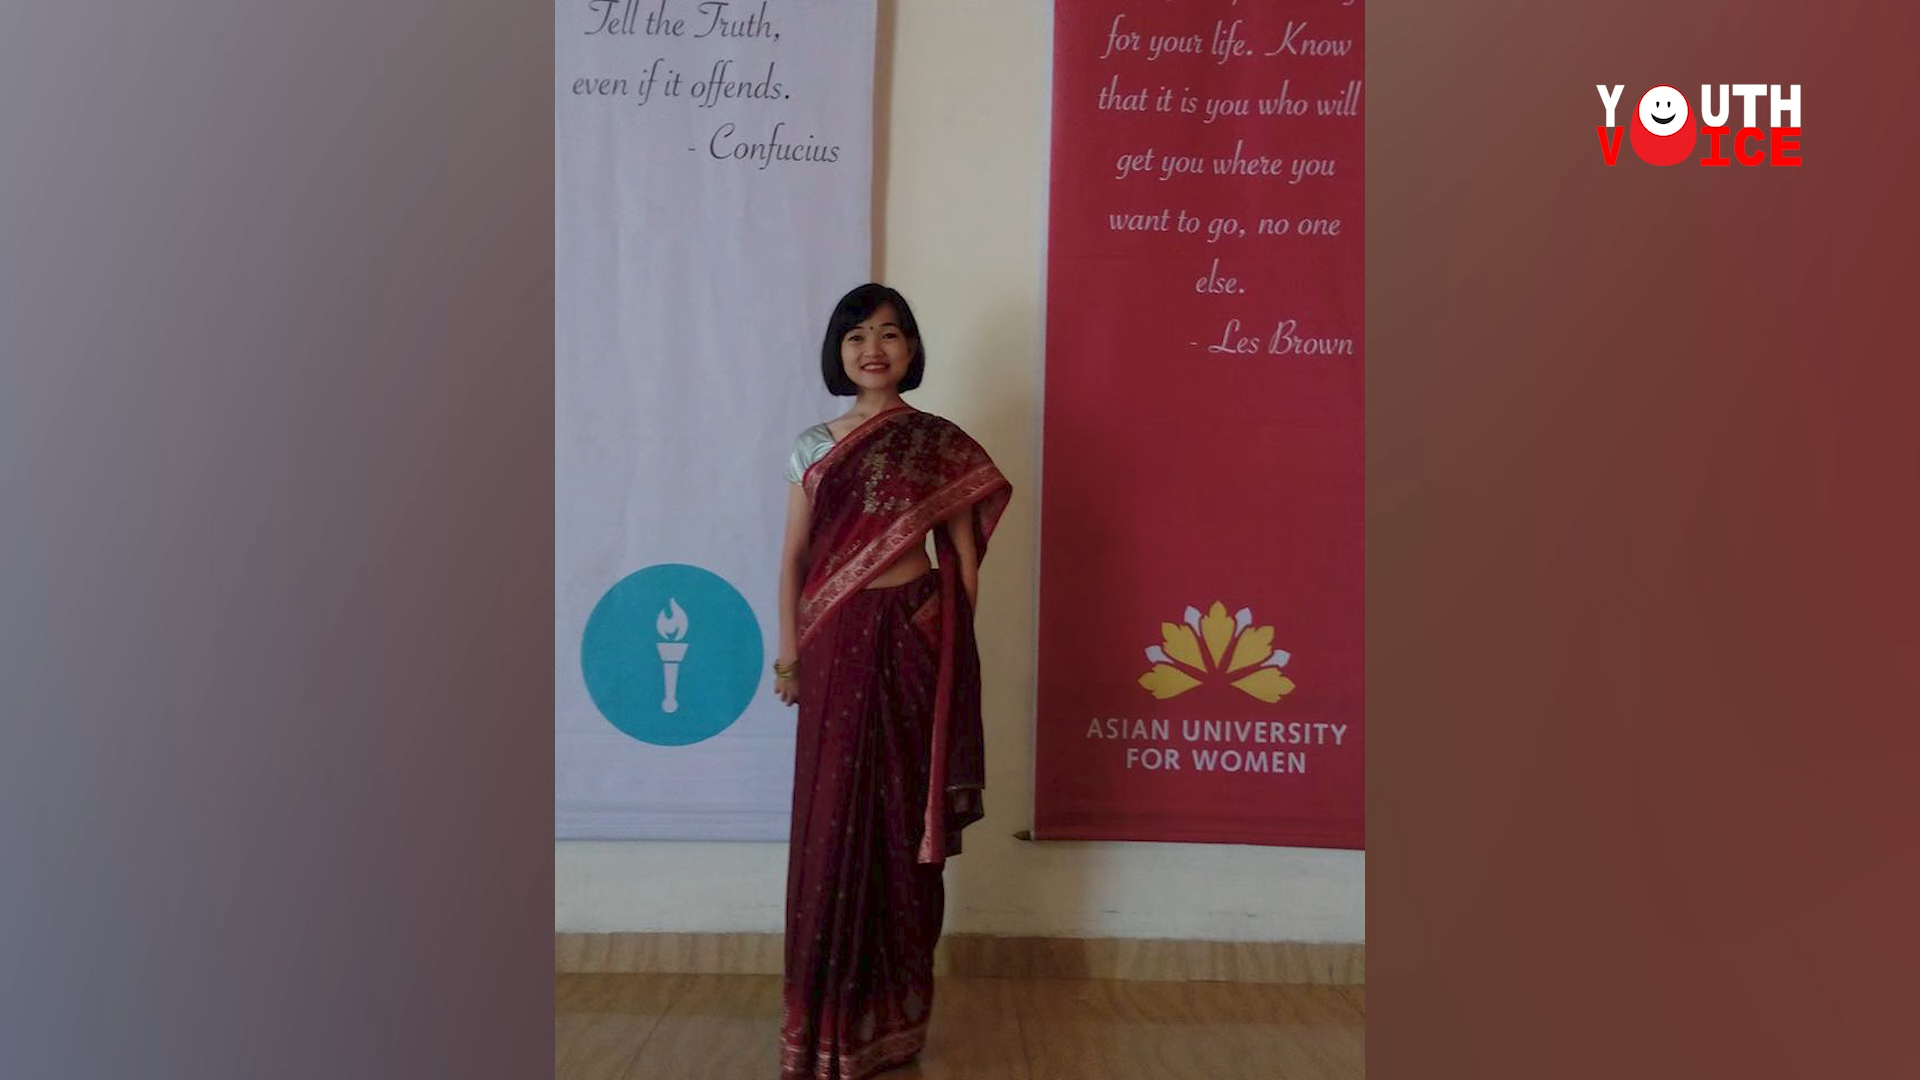 Tell the Truth,
even if it offends.
- Confucius
for your life. Know
that it is you who will
get you where you
want to go, no one
else.
- Les Brown
ASIAN UNIVERSITY
FOR WOMEN
YOUTH
VOICE